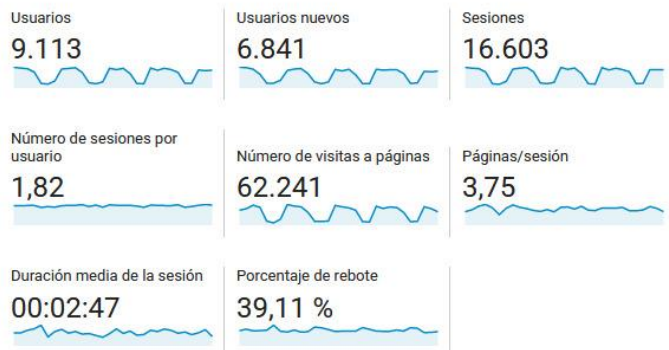 Usuarios
9.113
Usuarios nuevos
6.841
Sesiones
16.603
Número de sesiones por
usuario
1,82
Número de visitas a páginas
62.241
Páginas/sesión
3,75
Duración media de la sesión
00:02:47
Porcentaje de rebote
39,11 %